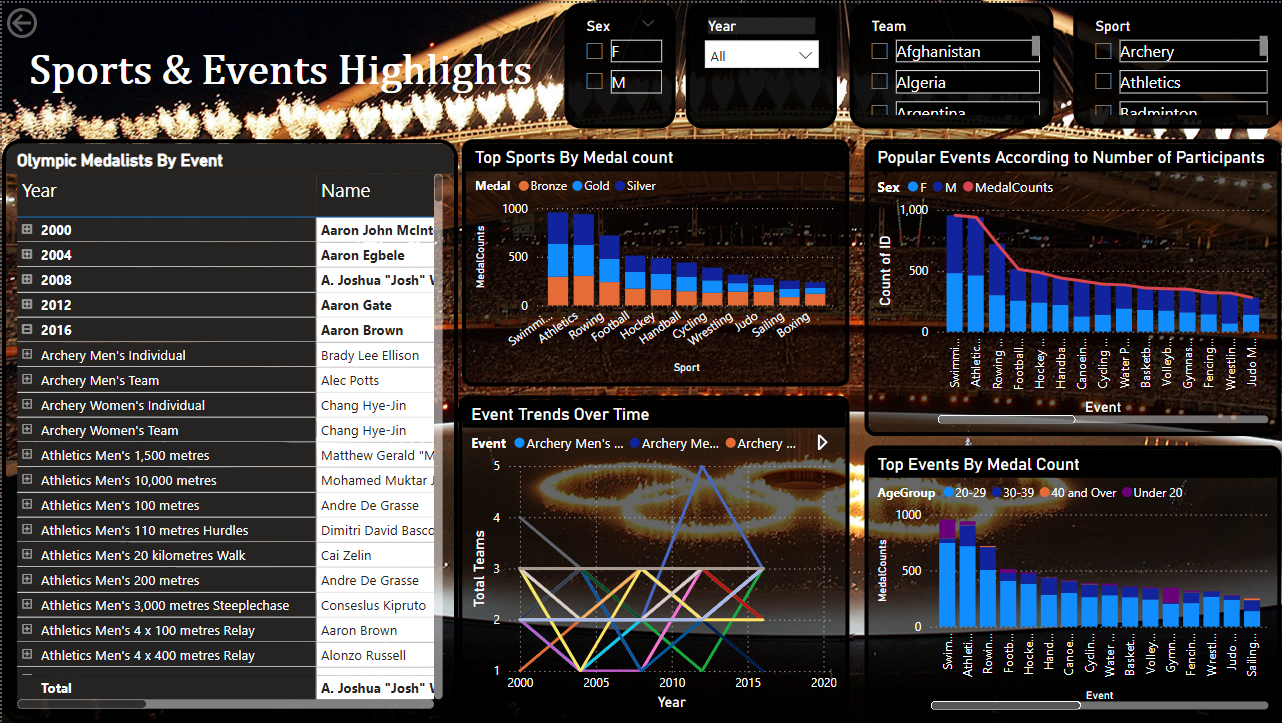 Sports & Events Highlights
Sex
F
M
Year
All
Team
Afghanistan
Algeria
Argentina
Sport
Archery
Athletics
Badminton
Olympic Medalists By Event
Year Name
2000 Aaron John McInt
2004 Aaron Egbele
2008 A. Joshua "Josh" W
2012 Aaron Gate
2016 Aaron Brown
Archery Men's Individual Brady Lee Ellison
Archery Men's Team Alec Potts
Archery Women's Individual Chang Hye-Jin
Archery Women's Team Chang Hye-Jin
Athletics Men's 1,500 metres Matthew Gerald "M
Athletics Men's 10,000 metres Mohamed Muktar J
Athletics Men's 100 metres Andre De Grasse
Athletics Men's 110 metres Hurdles Dimitri David Basco
Athletics Men's 20 kilometres Walk Cai Zelin
Athletics Men's 200 metres Andre De Grasse
Athletics Men's 3,000 metres Steeplechase Conseslus Kipruto
Athletics Men's 4 x 100 metres Relay Aaron Brown
Athletics Men's 4 x 400 metres Relay Alonzo Russell
Total A. Joshua "Josh" W
Top Sports By Medal count
Medal Bronze Gold Silver
MedalCounts
1000
500
0
Swimmi... Athletics Rowing Football Hockey Handball Cycling Wrestling Judo Sailing Boxing
Sport
Popular Events According to Number of Participants
Sex F M MedalCounts
Count of ID
1,000
500
0
Swimmi... Athletic... Rowing ... Football... Hockey ... Handba... Canoein... Cycling ... Water P... Basketb... Volleyb... Gymnas... Fencing... Wrestlin... Judo M...
Event
Event Trends Over Time
Event Archery Men's ... Archery Me... Archery ...
Total Teams
5
4
3
2
1
2000 2005 2010 2015 2020
Year
Top Events By Medal Count
AgeGroup 20-29 30-39 40 and Over Under 20
MedalCounts
1000
500
0
Swim... Athleti... Rowin... Footb... Hocke... Hand... Canoe... Cyclin... Water ... Basket... Volley... Gymn... Fencin... Wrestl... Judo ... Sailing...
Event